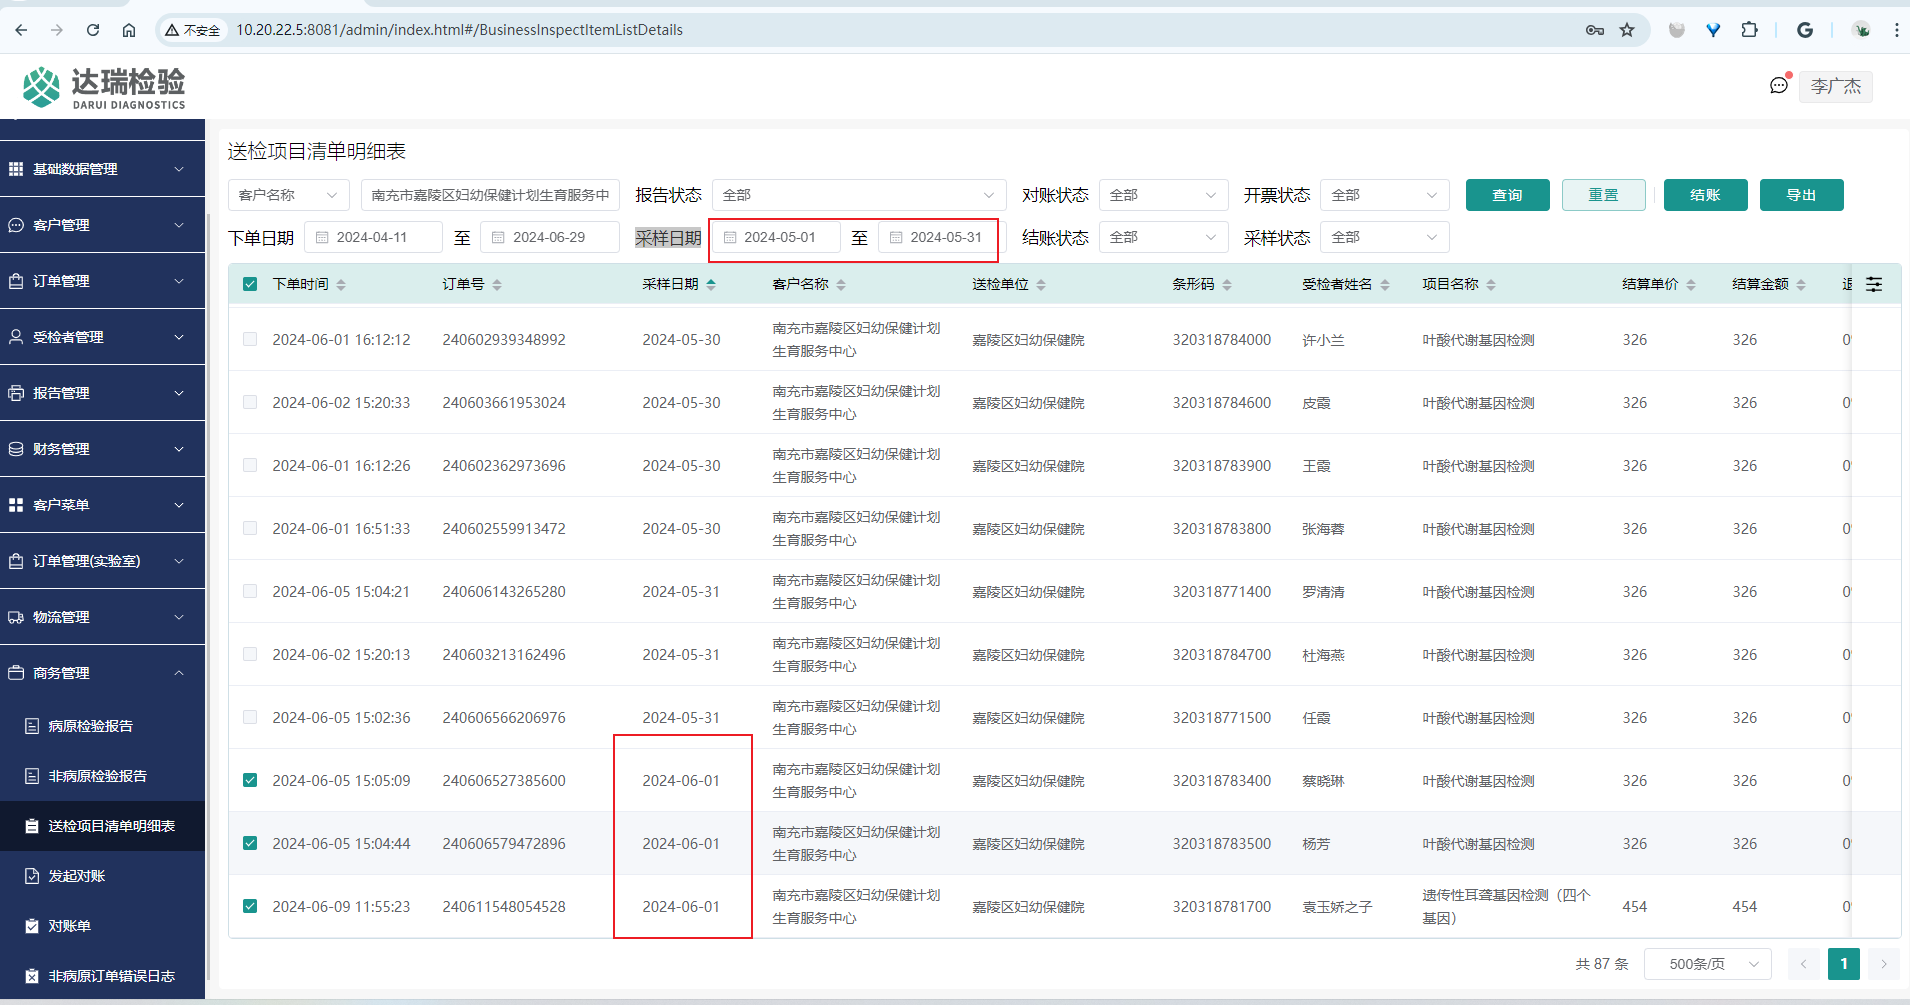 不安全 10.20.22.5:8081/admin/index.html#/BusinessInspectItemListDetails
达瑞检验
DARUI DIAGNOSTICS
李广杰
基础数据管理
客户管理
订单管理
受检者管理
报告管理
财务管理
客户菜单
订单管理(实验室)
物流管理
商务管理
病原检验报告
非病原检验报告
送检项目清单明细表
发起对账
对账单
非病原订单错误日志
送检项目清单明细表
客户名称 南充市嘉陵区妇幼保健计划生育服务中 报告状态 全部 对账状态 全部 开票状态 全部 查询 重置 结账 导出
下单日期 2024-04-11 至 2024-06-29 采样日期 2024-05-01 至 2024-05-31 结账状态 全部 采样状态 全部
下单时间 订单号 采样日期 客户名称 送检单位 条形码 受检者姓名 项目名称 结算单价 结算金额
2024-06-01 16:12:12 240602939348992 2024-05-30 南充市嘉陵区妇幼保健计划 嘉陵区妇幼保健院 320318784000 许小兰 叶酸代谢基因检测 326 326
生育服务中心
2024-06-02 15:20:33 240603661953024 2024-05-30 南充市嘉陵区妇幼保健计划 嘉陵区妇幼保健院 320318784600 皮霞 叶酸代谢基因检测 326 326
生育服务中心
2024-06-01 16:12:26 240602362973696 2024-05-30 南充市嘉陵区妇幼保健计划 嘉陵区妇幼保健院 320318783900 王霞 叶酸代谢基因检测 326 326
生育服务中心
2024-06-01 16:51:33 240602559913472 2024-05-30 南充市嘉陵区妇幼保健计划 嘉陵区妇幼保健院 320318783800 张海蓉 叶酸代谢基因检测 326 326
生育服务中心
2024-06-05 15:04:21 240606143265280 2024-05-31 南充市嘉陵区妇幼保健计划 嘉陵区妇幼保健院 320318771400 罗清清 叶酸代谢基因检测 326 326
生育服务中心
2024-06-02 15:20:13 240603213162496 2024-05-31 南充市嘉陵区妇幼保健计划 嘉陵区妇幼保健院 320318784700 杜海燕 叶酸代谢基因检测 326 326
生育服务中心
2024-06-05 15:02:36 240606566206976 2024-05-31 南充市嘉陵区妇幼保健计划 嘉陵区妇幼保健院 320318771500 任霞 叶酸代谢基因检测 326 326
生育服务中心
2024-06-05 15:05:09 240606527385600 2024-06-01 南充市嘉陵区妇幼保健计划 嘉陵区妇幼保健院 320318783400 蔡晓琳 叶酸代谢基因检测 326 326
生育服务中心
2024-06-05 15:04:44 240606579472896 2024-06-01 南充市嘉陵区妇幼保健计划 嘉陵区妇幼保健院 320318783500 杨芳 叶酸代谢基因检测 326 326
生育服务中心
2024-06-09 11:55:23 240611548054528 2024-06-01 南充市嘉陵区妇幼保健计划 嘉陵区妇幼保健院 320318781700 袁玉娇之子 遗传性耳聋基因检测（四个 454 454
生育服务中心 基因）
共 87 条 500条/页 1